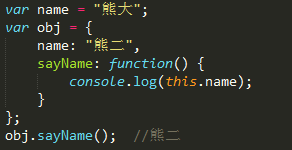 var name = "熊大";
var obj = {
    name: "熊二",
    sayName: function() {
        console.log(this.name);
    }
};
obj.sayName();  //熊二